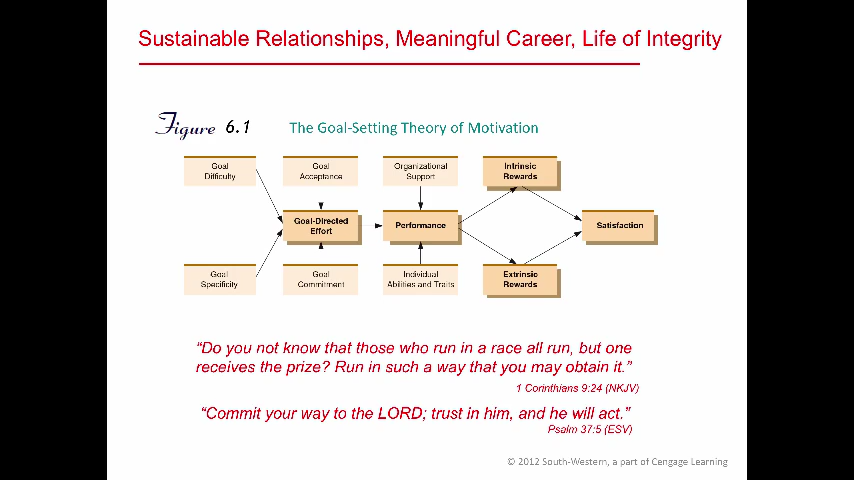 Sustainable Relationships, Meaningful Career, Life of Integrity
Figure 6.1 The Goal-Setting Theory of Motivation
Goal
Difficulty
Goal
Acceptance
Organizational
Support
Intrinsic
Rewards
Goal-Directed
Effort
Performance
Satisfaction
Goal
Specificity
Goal
Commitment
Individual
Abilities and Traits
Extrinsic
Rewards
“Do you not know that those who run in a race all run, but one
receives the prize? Run in such a way that you may obtain it.”
1 Corinthians 9:24 (NKJV)
“Commit your way to the LORD; trust in him, and he will act.”
Psalm 37:5 (ESV)
© 2012 South-Western, a part of Cengage Learning